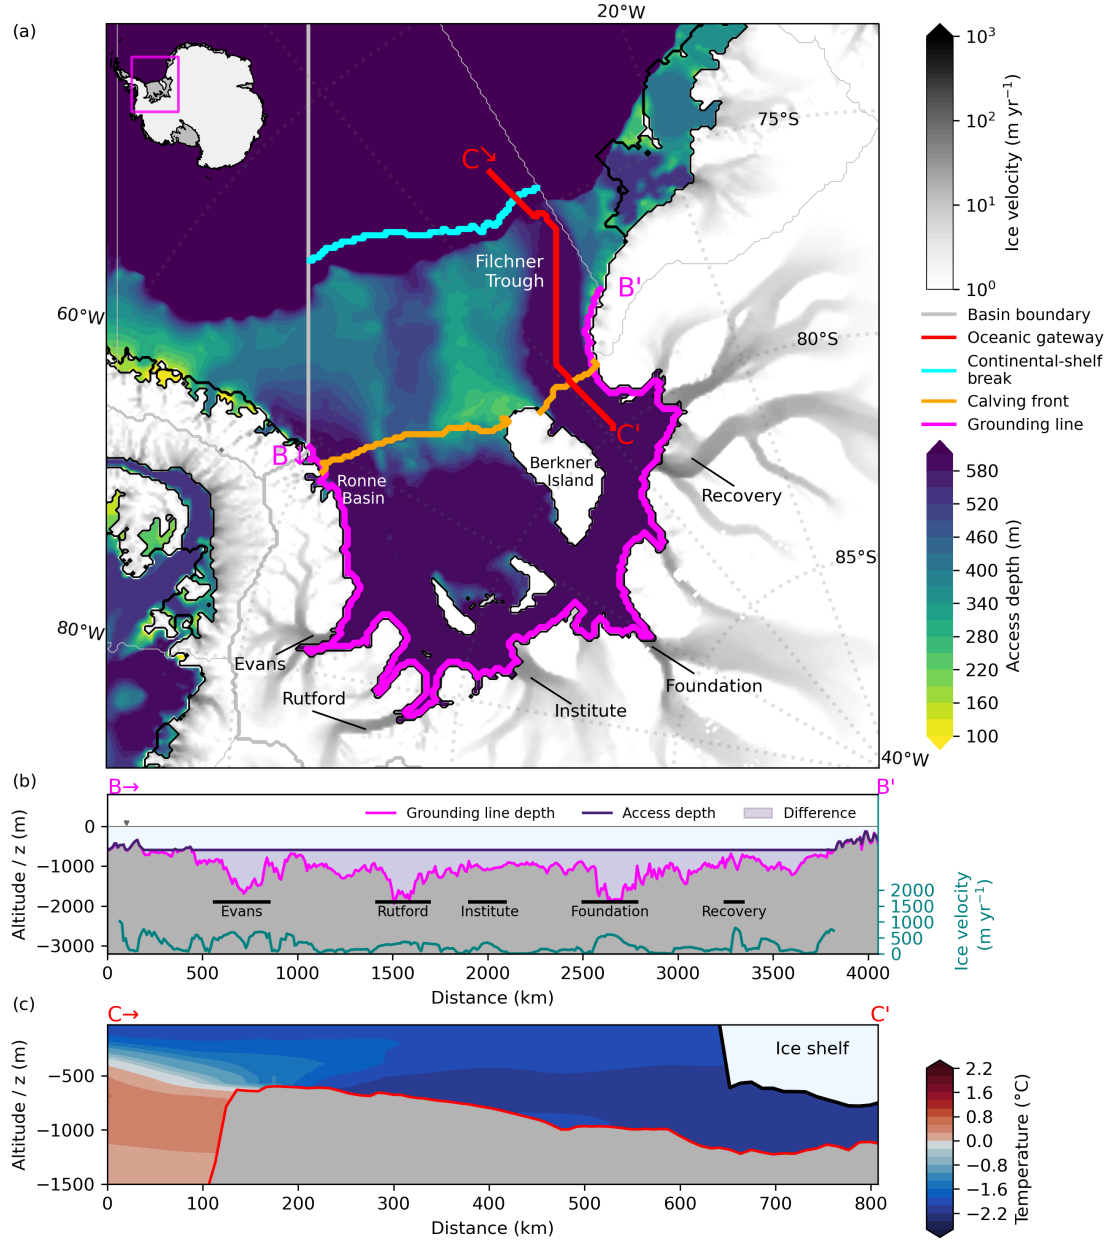 (a)
20°W
C↘
75°S
Filchner
Trough
B'
60°W
80°S
B↓
C'
Ronne
Basin
Berkner
Island
Recovery
85°S
80°W
Evans
Rutford
Institute
Foundation
40°W
10³
10²
10¹
10⁰
Ice velocity (m yr⁻¹)
Basin boundary
Oceanic gateway
Continental-shelf
break
Calving front
Grounding line
580
520
460
400
340
280
220
160
100
Access depth (m)
(b)
B→
B'
Grounding line depth
Access depth
Difference
0
−1000
−2000
−3000
Altitude / z (m)
Evans
Rutford
Institute
Foundation
Recovery
2000
1500
1000
500
0
Ice velocity
(m yr⁻¹)
0
500
1000
1500
2000
2500
3000
3500
4000
Distance (km)
(c)
C→
C'
−500
−1000
−1500
Altitude / z (m)
Ice shelf
0
100
200
300
400
500
600
700
800
Distance (km)
2.2
1.6
0.8
0.0
−0.8
−1.6
−2.2
Temperature (°C)